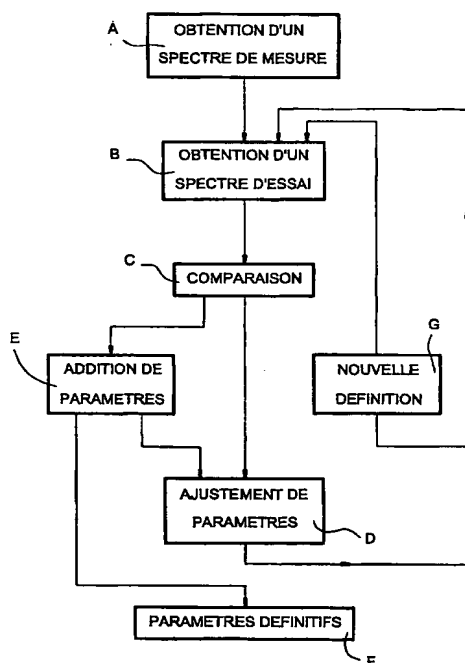 A
OBTENTION D'UN
SPECTRE DE MESURE
B
OBTENTION D'UN
SPECTRE D'ESSAI
C
COMPARAISON
E
ADDITION DE
PARAMETRES
G
NOUVELLE
DEFINITION
AJUSTEMENT DE
PARAMETRES
D
PARAMETRES DEFINITIFS
F